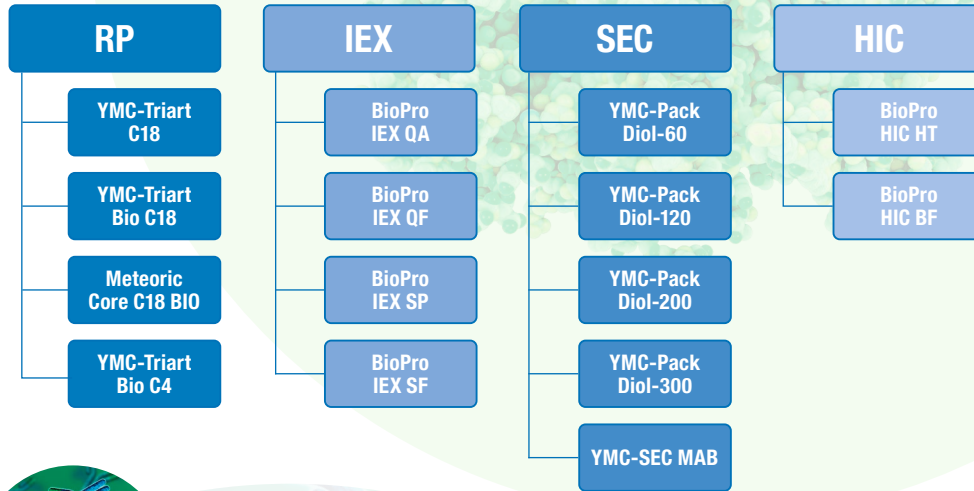 RP
YMC-Triart
C18
YMC-Triart
Bio C18
Meteoric
Core C18 BIO
YMC-Triart
Bio C4
IEX
BioPro
IEX QA
BioPro
IEX QF
BioPro
IEX SP
BioPro
IEX SF
SEC
YMC-Pack
Diol-60
YMC-Pack
Diol-120
YMC-Pack
Diol-200
YMC-Pack
Diol-300
YMC-SEC MAB
HIC
BioPro
HIC HT
BioPro
HIC BF